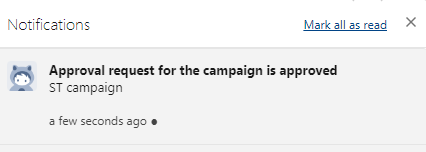 Notifications
Mark all as read
Approval request for the campaign is approved
ST campaign
a few seconds ago